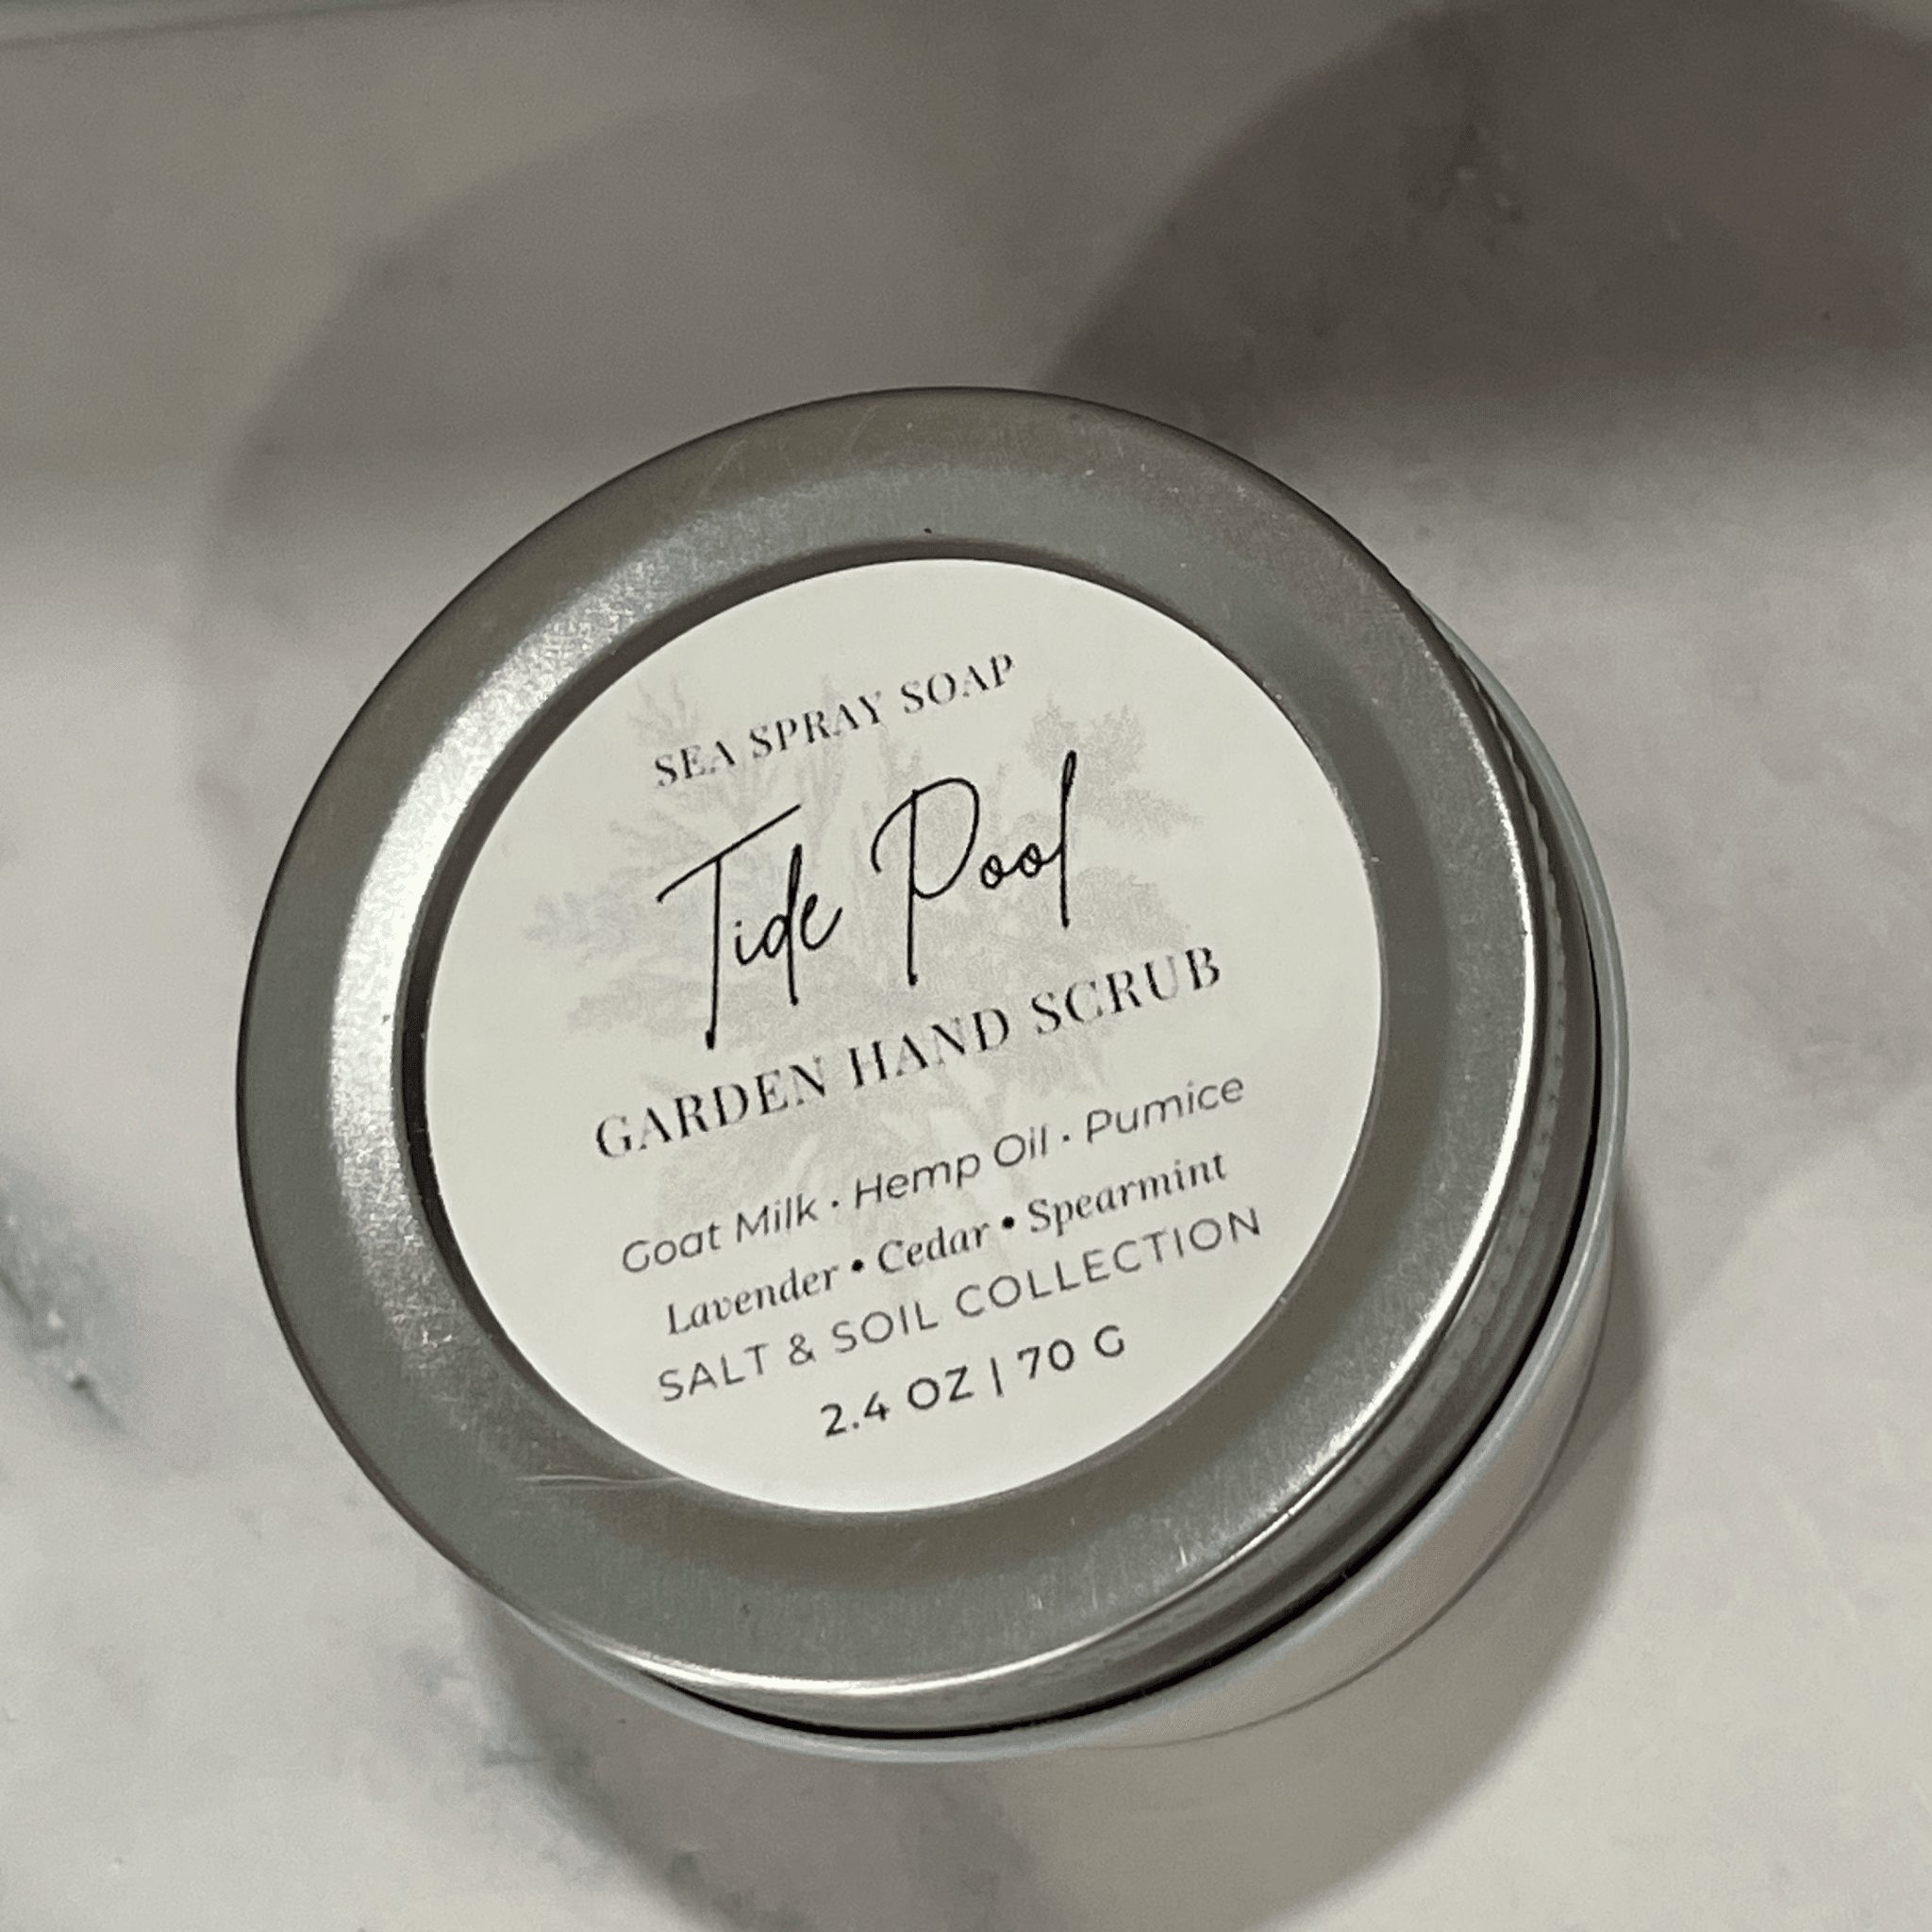 SEA SPRAY SOAP
Tide Pool
GARDEN HAND SCRUB
Goat Milk · Hemp Oil · Pumice
Lavender • Cedar • Spearmint
SALT & SOIL COLLECTION
2.4 OZ | 70 G